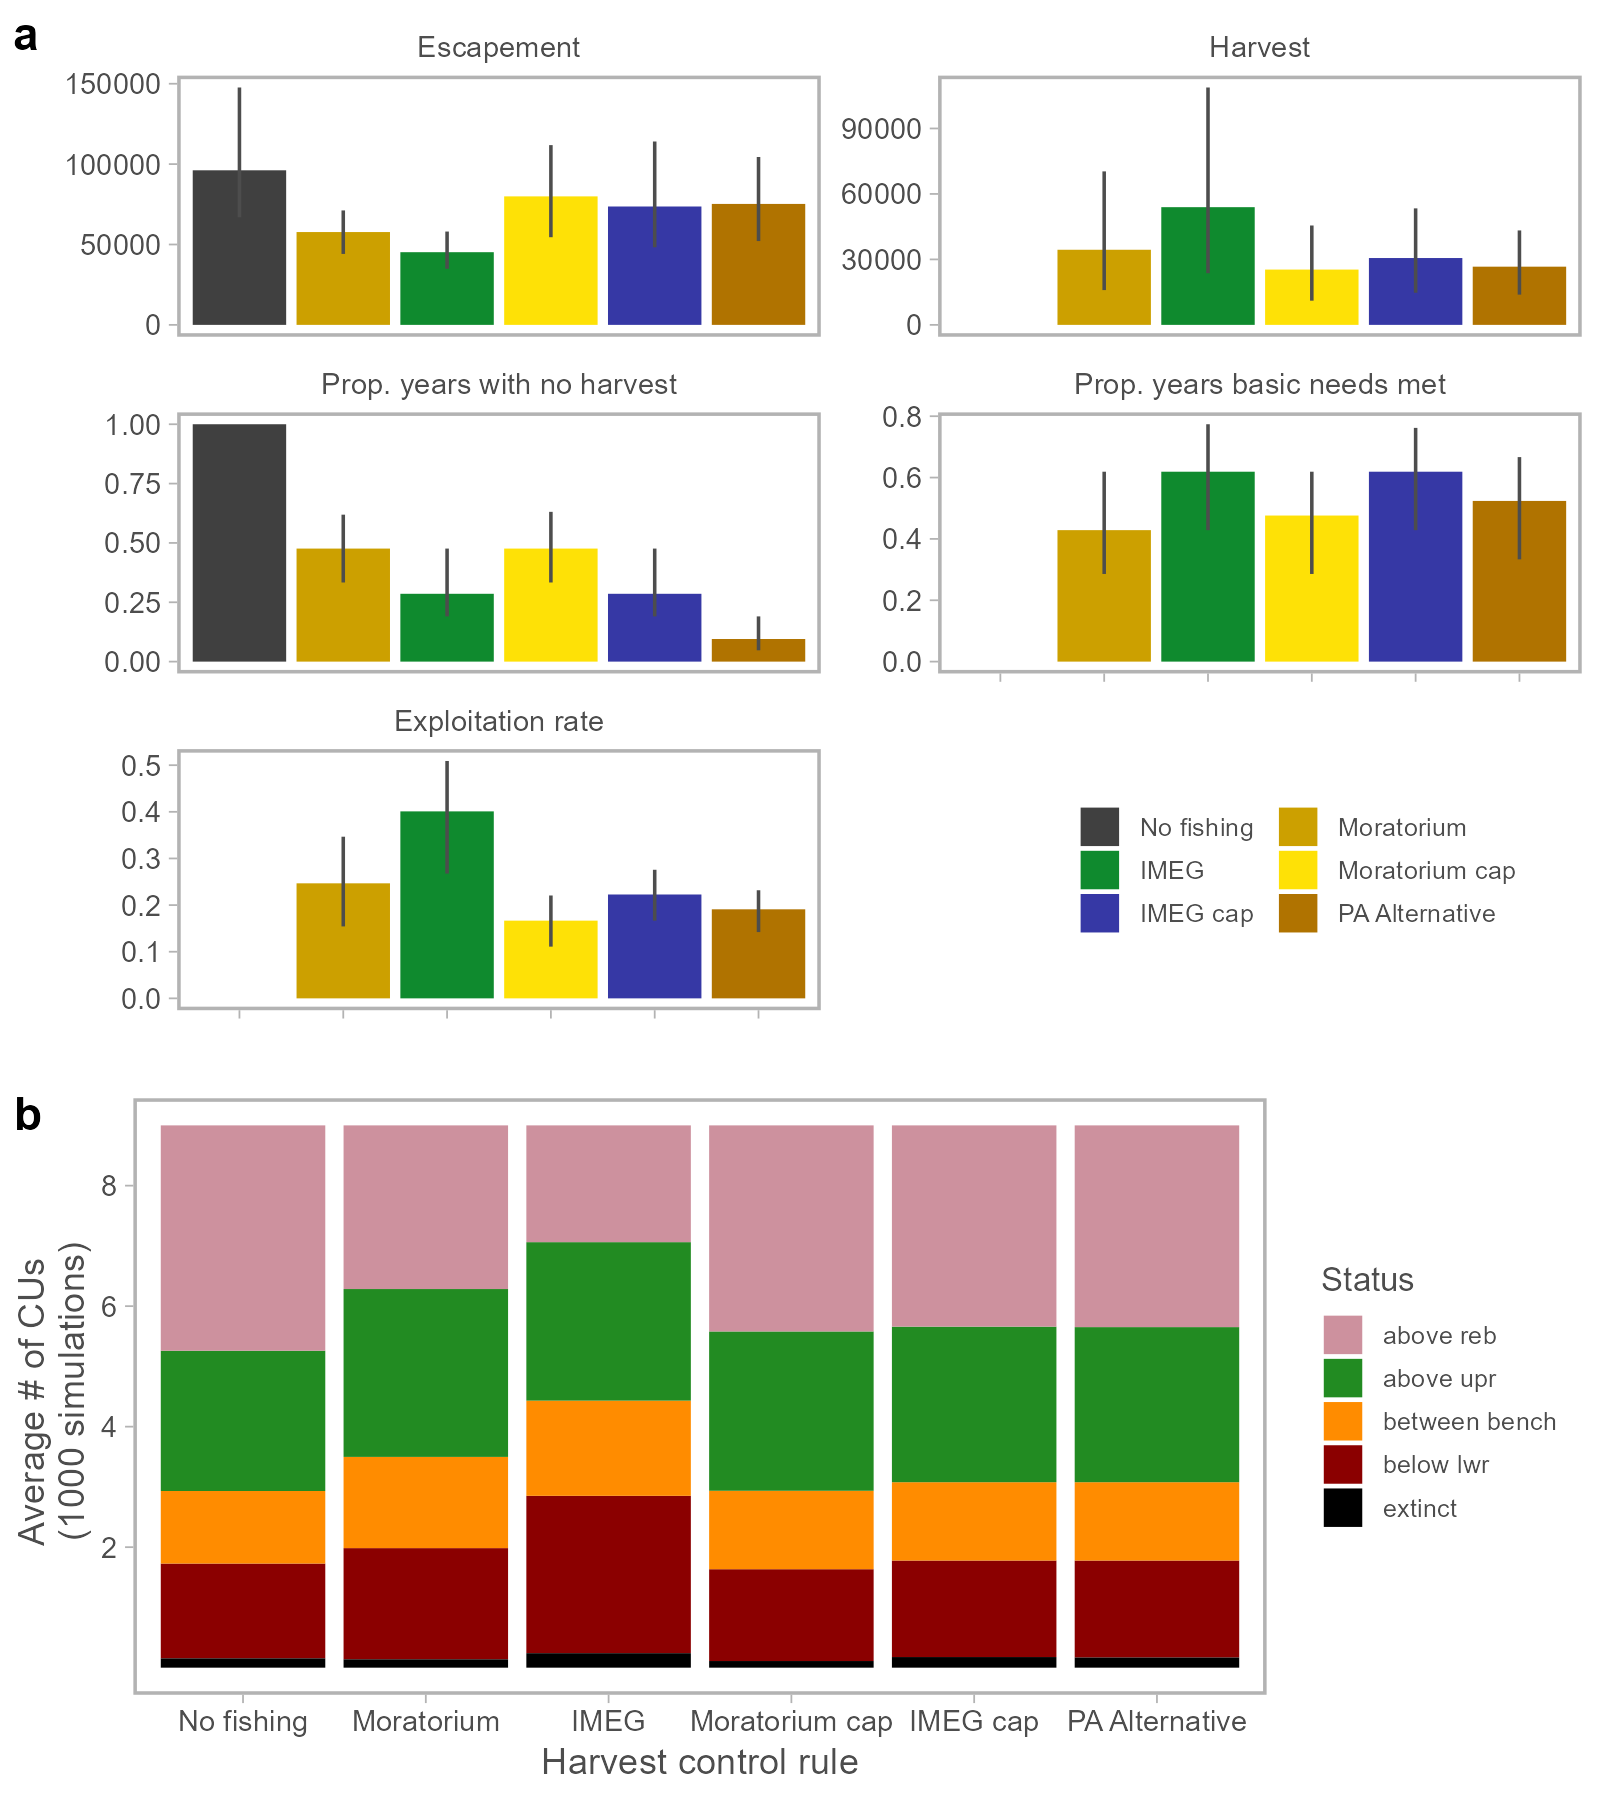 a
Escapement
150000
100000
50000
0
Harvest
90000
60000
30000
0
Prop. years with no harvest
1.00
0.75
0.50
0.25
0.00
Prop. years basic needs met
0.8
0.6
0.4
0.2
0.0
Exploitation rate
0.5
0.4
0.3
0.2
0.1
0.0
No fishing
Moratorium
IMEG
Moratorium cap
IMEG cap
PA Alternative
b
Average # of CUs
(1000 simulations)
8
6
4
2
No fishing
Moratorium
IMEG
Moratorium cap
IMEG cap
PA Alternative
Harvest control rule
Status
above reb
above upr
between bench
below lwr
extinct